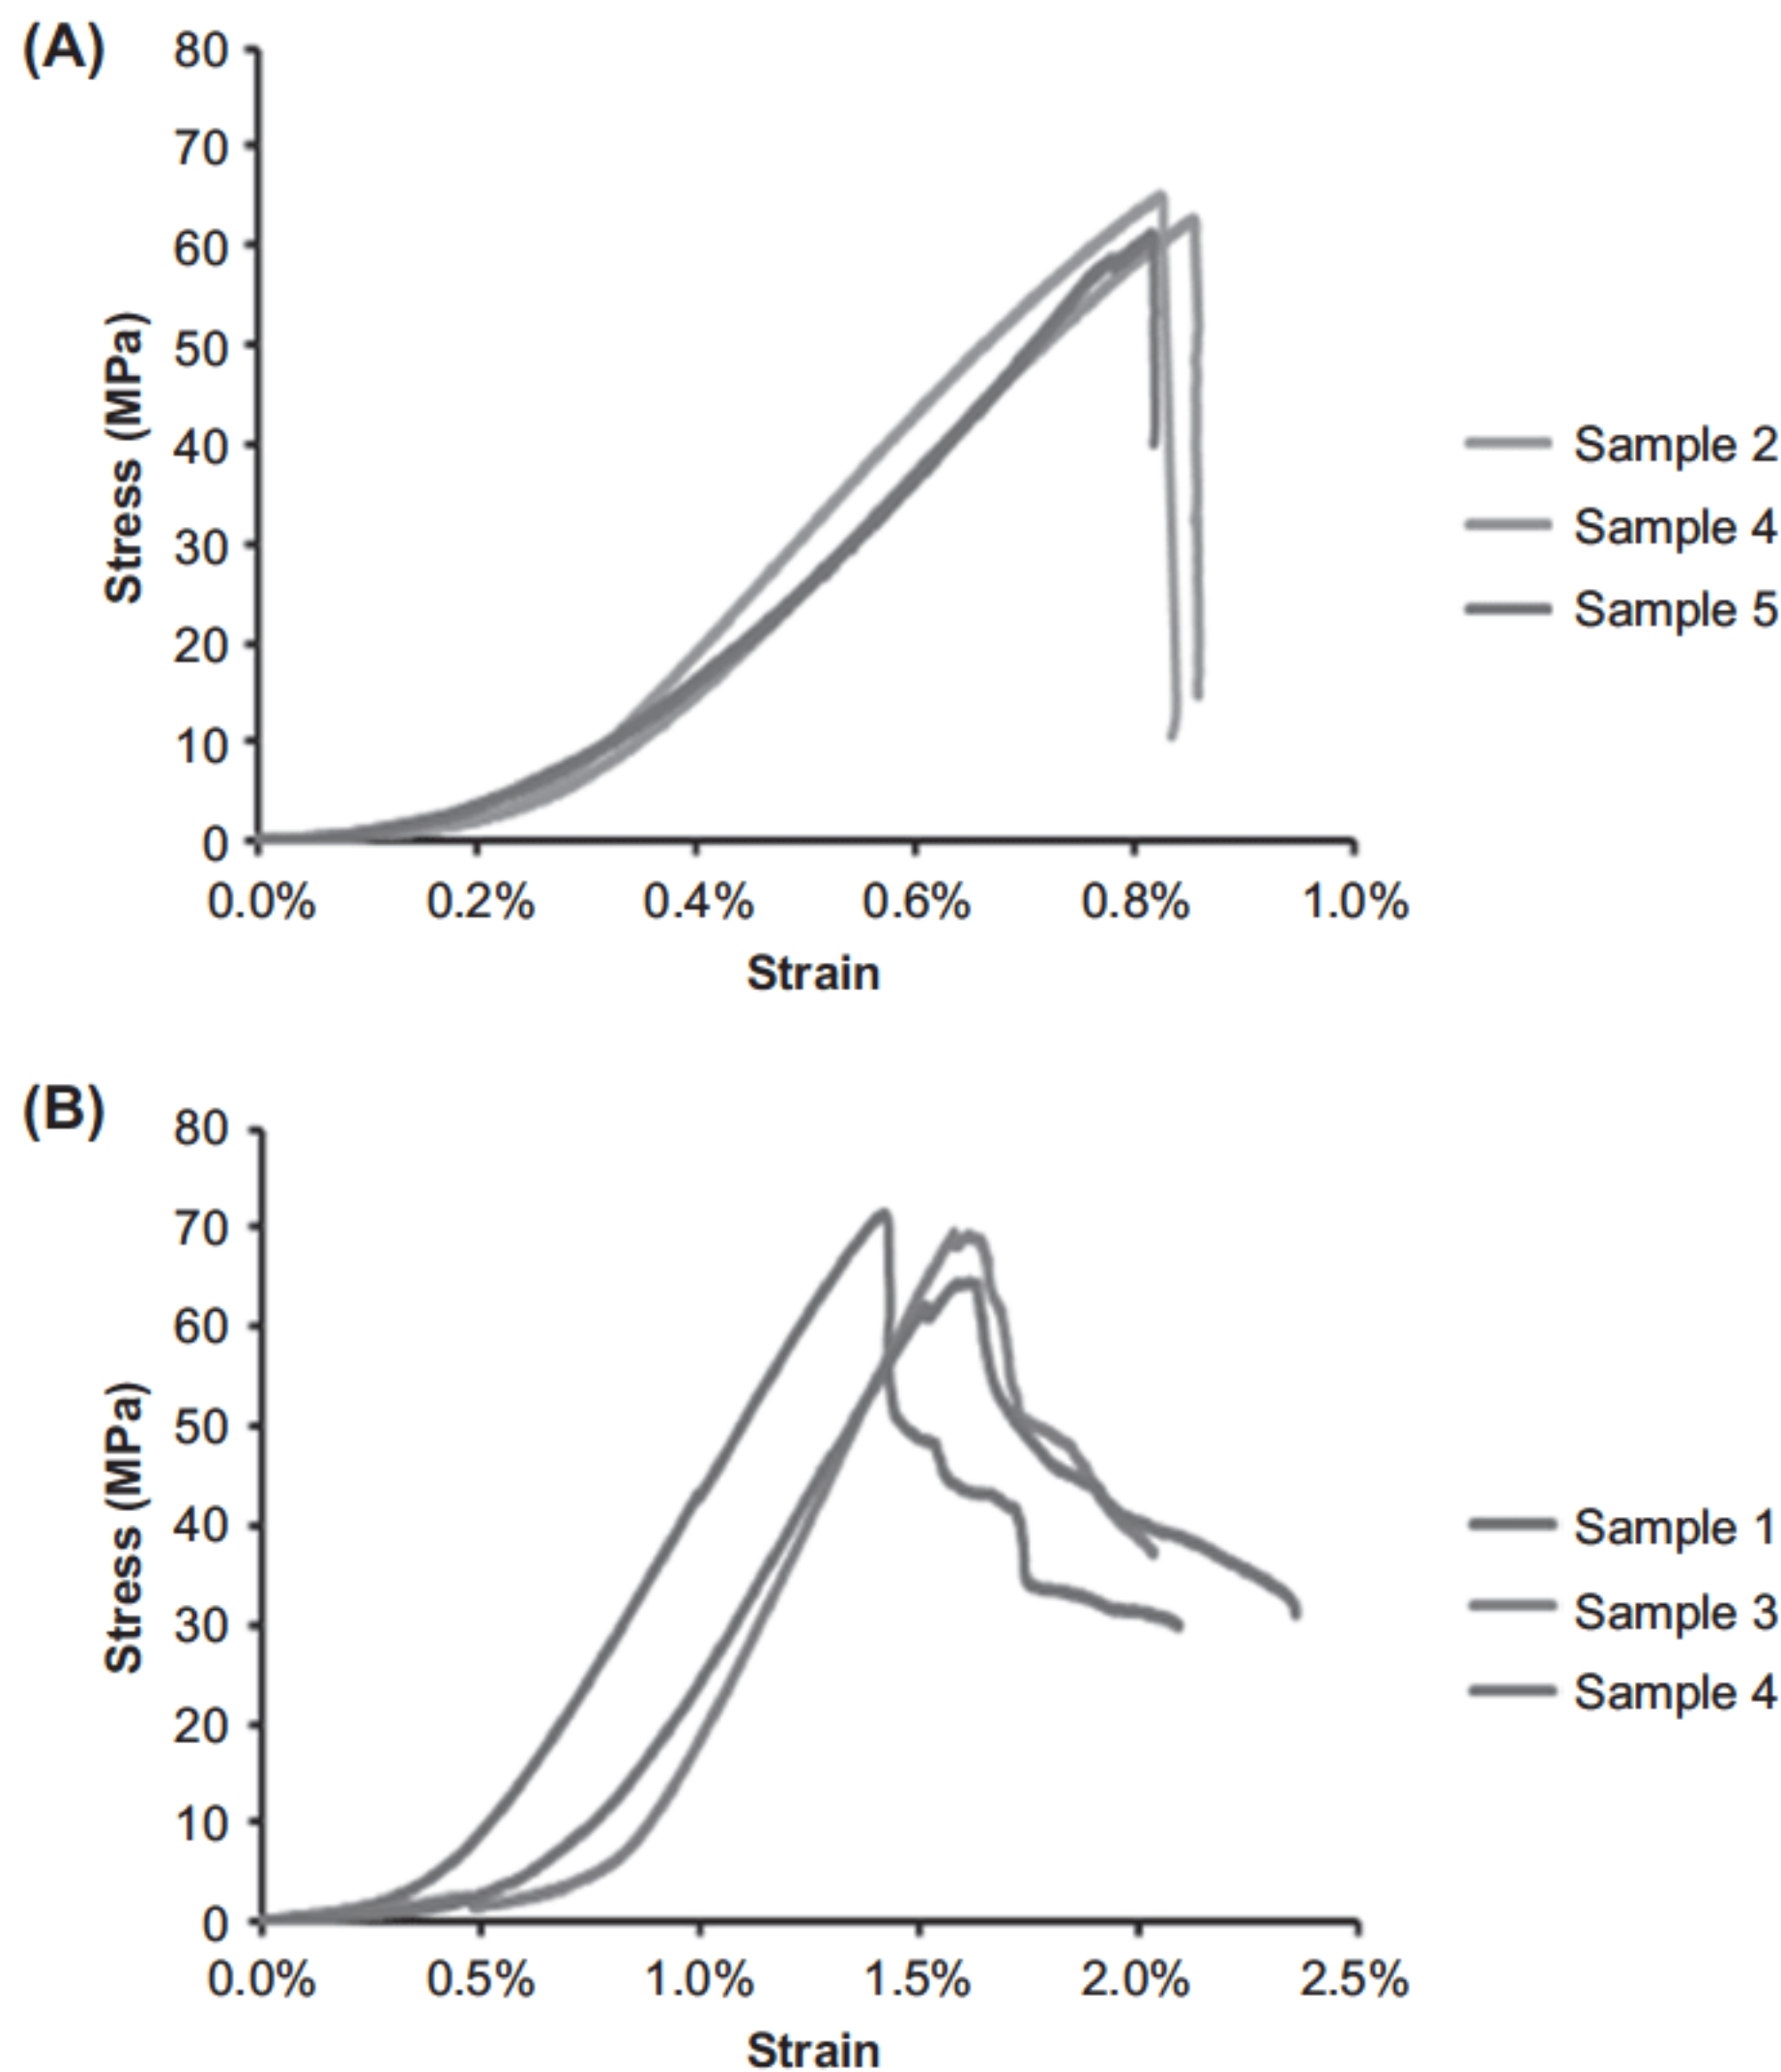 (A)
Stress (MPa)
80
70
60
50
40
30
20
10
0
0.0% 0.2% 0.4% 0.6% 0.8% 1.0%
Strain
Sample 2
Sample 4
Sample 5
(B)
Stress (MPa)
80
70
60
50
40
30
20
10
0
0.0% 0.5% 1.0% 1.5% 2.0% 2.5%
Strain
Sample 1
Sample 3
Sample 4